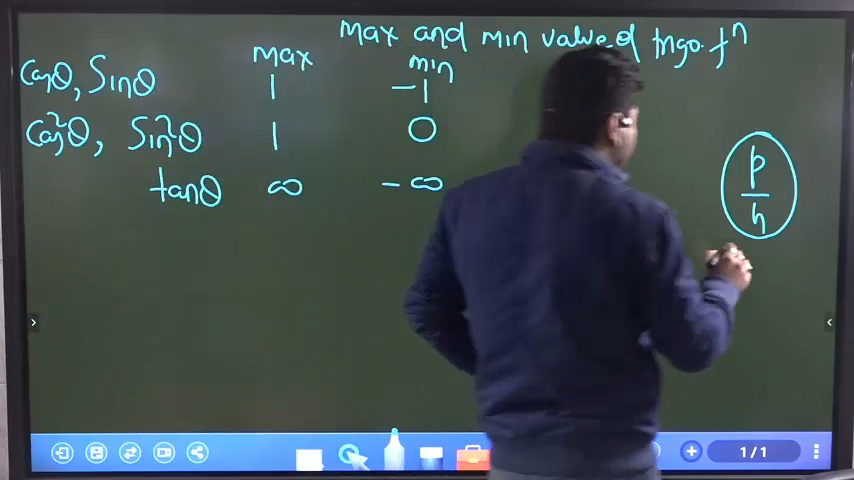 max and min value of trigo. fⁿ
max min
cosθ, Sinθ 1 -1
cos²θ, Sin²θ 1 0
tanθ ∞ -∞
p
h
1/1